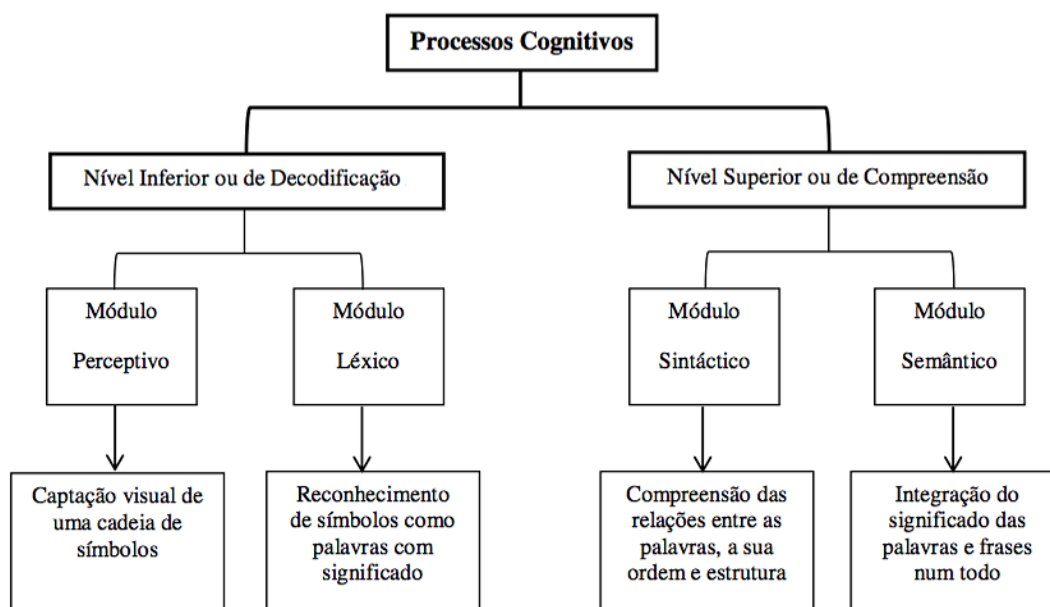 Processos Cognitivos
Nível Inferior ou de Decodificação
Nível Superior ou de Compreensão
Módulo
Perceptivo
Módulo
Léxico
Módulo
Sintáctico
Módulo
Semântico
Captação visual de
uma cadeia de
símbolos
Reconhecimento
de símbolos como
palavras com
significado
Compreensão das
relações entre as
palavras, a sua
ordem e estrutura
Integração do
significado das
palavras e frases
num todo